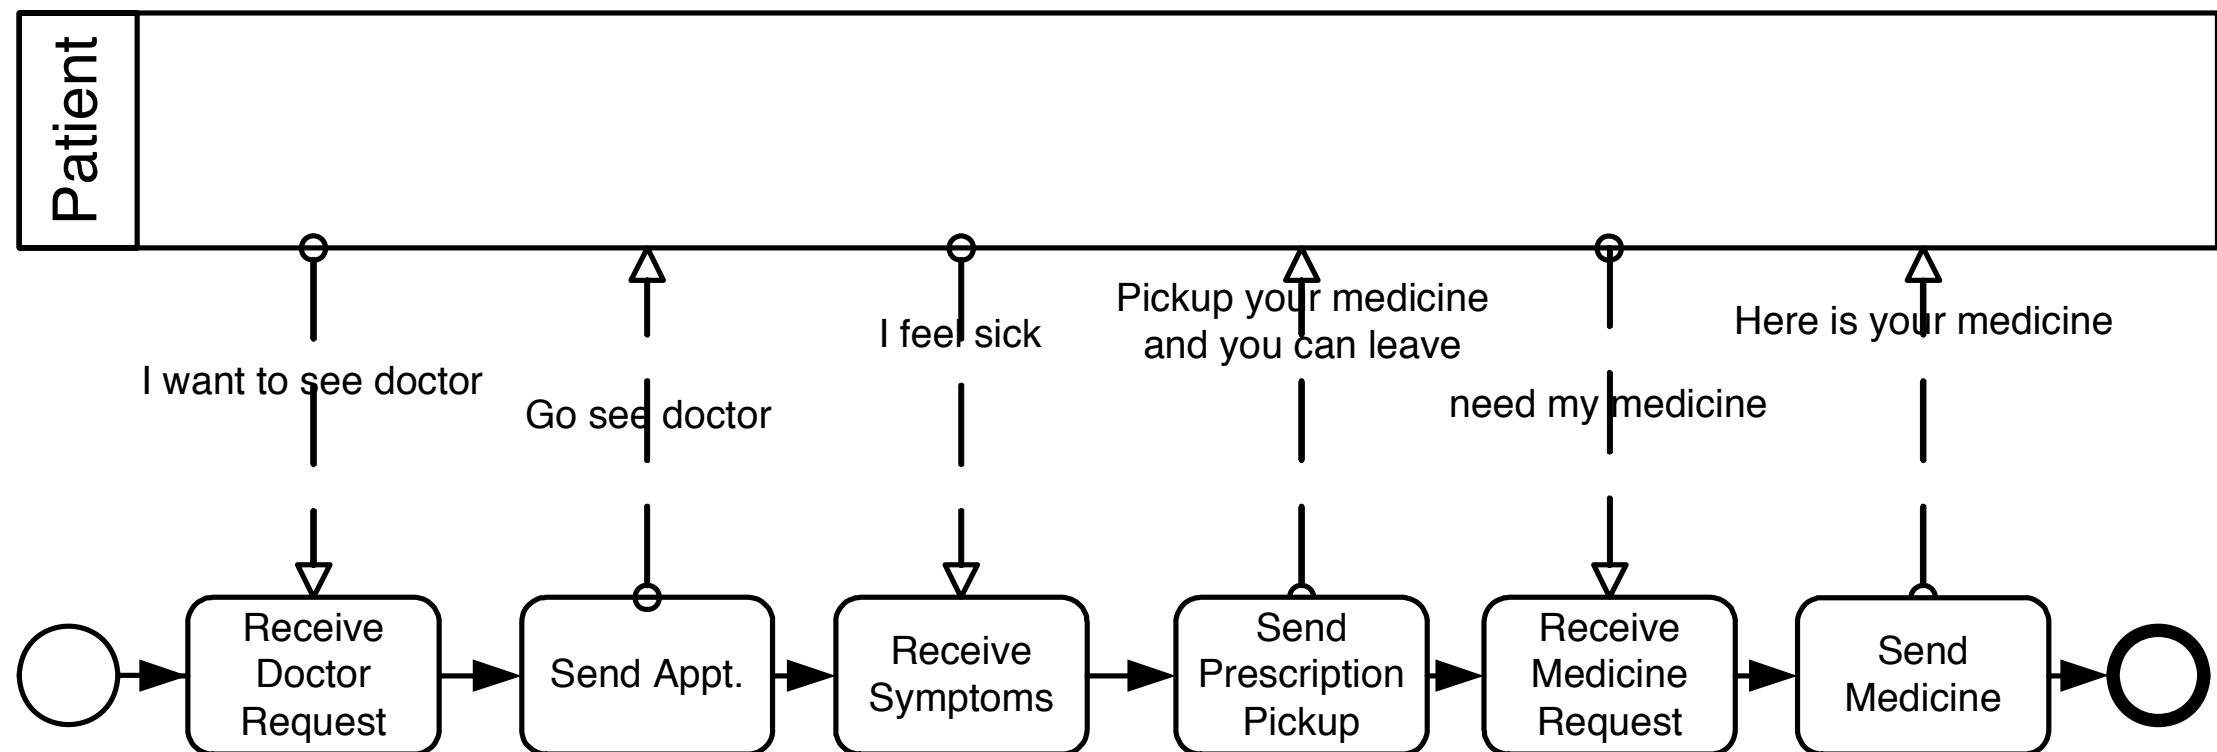 Patient
I want to see doctor
Go see doctor
I feel sick
Pickup your medicine
and you can leave
need my medicine
Here is your medicine
Receive
Doctor
Request
Send Appt.
Receive
Symptoms
Send
Prescription
Pickup
Receive
Medicine
Request
Send
Medicine